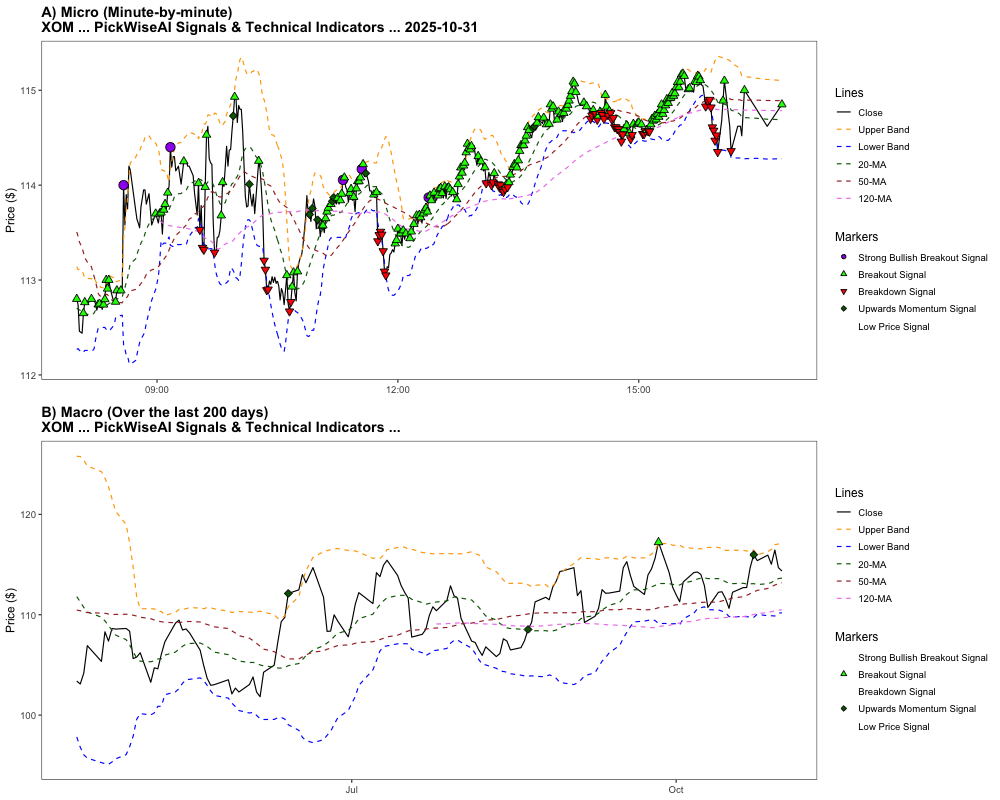 A) Micro (Minute-by-minute)
XOM ... PickWiseAI Signals & Technical Indicators ... 2025-10-31
115
114
113
112
Price ($)
09:00
12:00
15:00
Lines
Close
Upper Band
Lower Band
20-MA
50-MA
120-MA
Markers
Strong Bullish Breakout Signal
Breakout Signal
Breakdown Signal
Upwards Momentum Signal
Low Price Signal
B) Macro (Over the last 200 days)
XOM ... PickWiseAI Signals & Technical Indicators ...
120
110
100
Price ($)
Jul
Oct
Lines
Close
Upper Band
Lower Band
20-MA
50-MA
120-MA
Markers
Strong Bullish Breakout Signal
Breakout Signal
Breakdown Signal
Upwards Momentum Signal
Low Price Signal